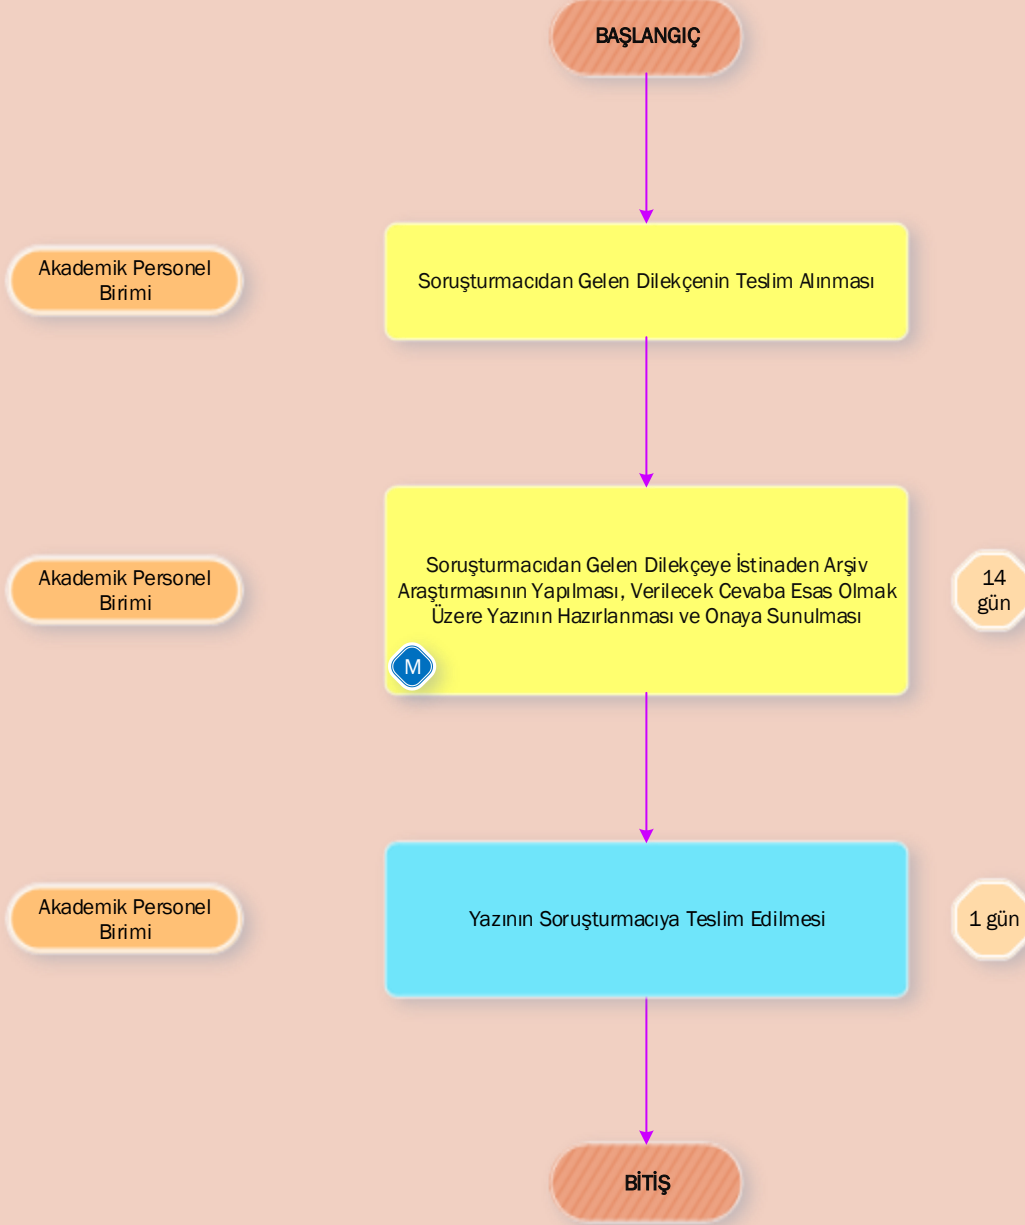 BAŞLANGIÇ
Akademik Personel
Birimi
Soruşturmacıdan Gelen Dilekçenin Teslim Alınması
Akademik Personel
Birimi
Soruşturmacıdan Gelen Dilekçeye İstinaden Arşiv
Araştırmasının Yapılması, Verilecek Cevaba Esas Olmak
Üzere Yazının Hazırlanması ve Onaya Sunulması
M
14
gün
Akademik Personel
Birimi
Yazının Soruşturmacıya Teslim Edilmesi
1 gün
BİTİŞ